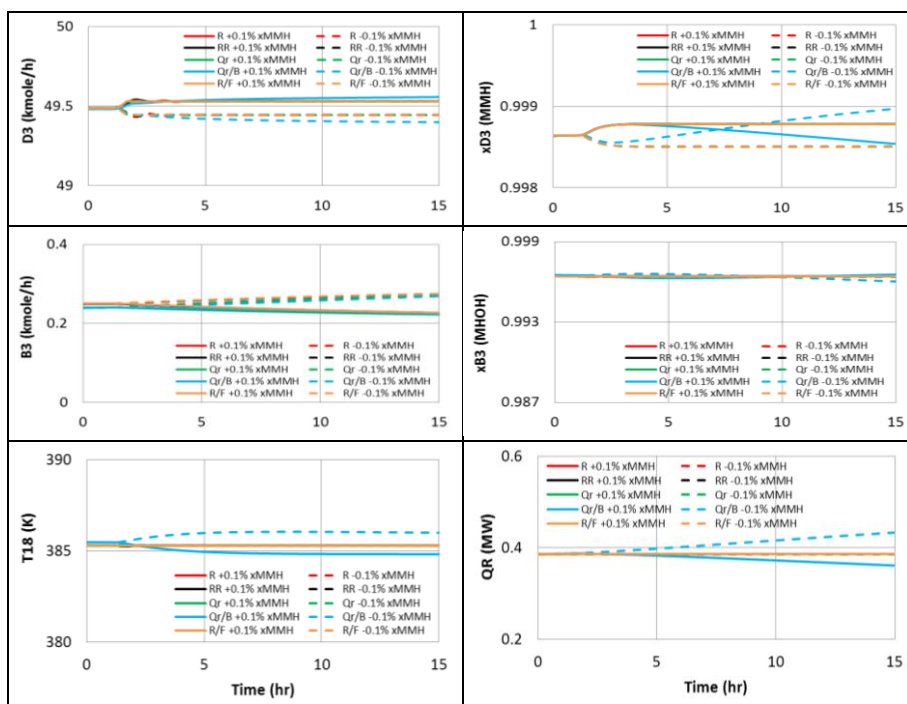 50
49.5
49
D3 (kmole/h)
R +0.1% xMMH R -0.1% xMMH
RR +0.1% xMMH RR -0.1% xMMH
Qr +0.1% xMMH Qr -0.1% xMMH
Qr/B +0.1% xMMH Qr/B -0.1% xMMH
R/F +0.1% xMMH R/F -0.1% xMMH
0 5 10 15
1
0.999
0.998
xD3 (MMH)
R +0.1% xMMH R -0.1% xMMH
RR +0.1% xMMH RR -0.1% xMMH
Qr +0.1% xMMH Qr -0.1% xMMH
Qr/B +0.1% xMMH Qr/B -0.1% xMMH
R/F +0.1% xMMH R/F -0.1% xMMH
0 5 10 15
0.4
0.2
0
B3 (kmole/h)
R +0.1% xMMH R -0.1% xMMH
RR +0.1% xMMH RR -0.1% xMMH
Qr +0.1% xMMH Qr -0.1% xMMH
Qr/B +0.1% xMMH Qr/B -0.1% xMMH
R/F +0.1% xMMH R/F -0.1% xMMH
0 5 10 15
0.999
0.993
0.987
xB3 (MHOH)
R +0.1% xMMH R -0.1% xMMH
RR +0.1% xMMH RR -0.1% xMMH
Qr +0.1% xMMH Qr -0.1% xMMH
Qr/B +0.1% xMMH Qr/B -0.1% xMMH
R/F +0.1% xMMH R/F -0.1% xMMH
0 5 10 15
390
385
380
T18 (K)
R +0.1% xMMH R -0.1% xMMH
RR +0.1% xMMH RR -0.1% xMMH
Qr +0.1% xMMH Qr -0.1% xMMH
Qr/B +0.1% xMMH Qr/B -0.1% xMMH
R/F +0.1% xMMH R/F -0.1% xMMH
0 5 10 15
Time (hr)
0.6
0.4
0.2
QR (MW)
R +0.1% xMMH R -0.1% xMMH
RR +0.1% xMMH RR -0.1% xMMH
Qr +0.1% xMMH Qr -0.1% xMMH
Qr/B +0.1% xMMH Qr/B -0.1% xMMH
R/F +0.1% xMMH R/F -0.1% xMMH
0 5 10 15
Time (hr)